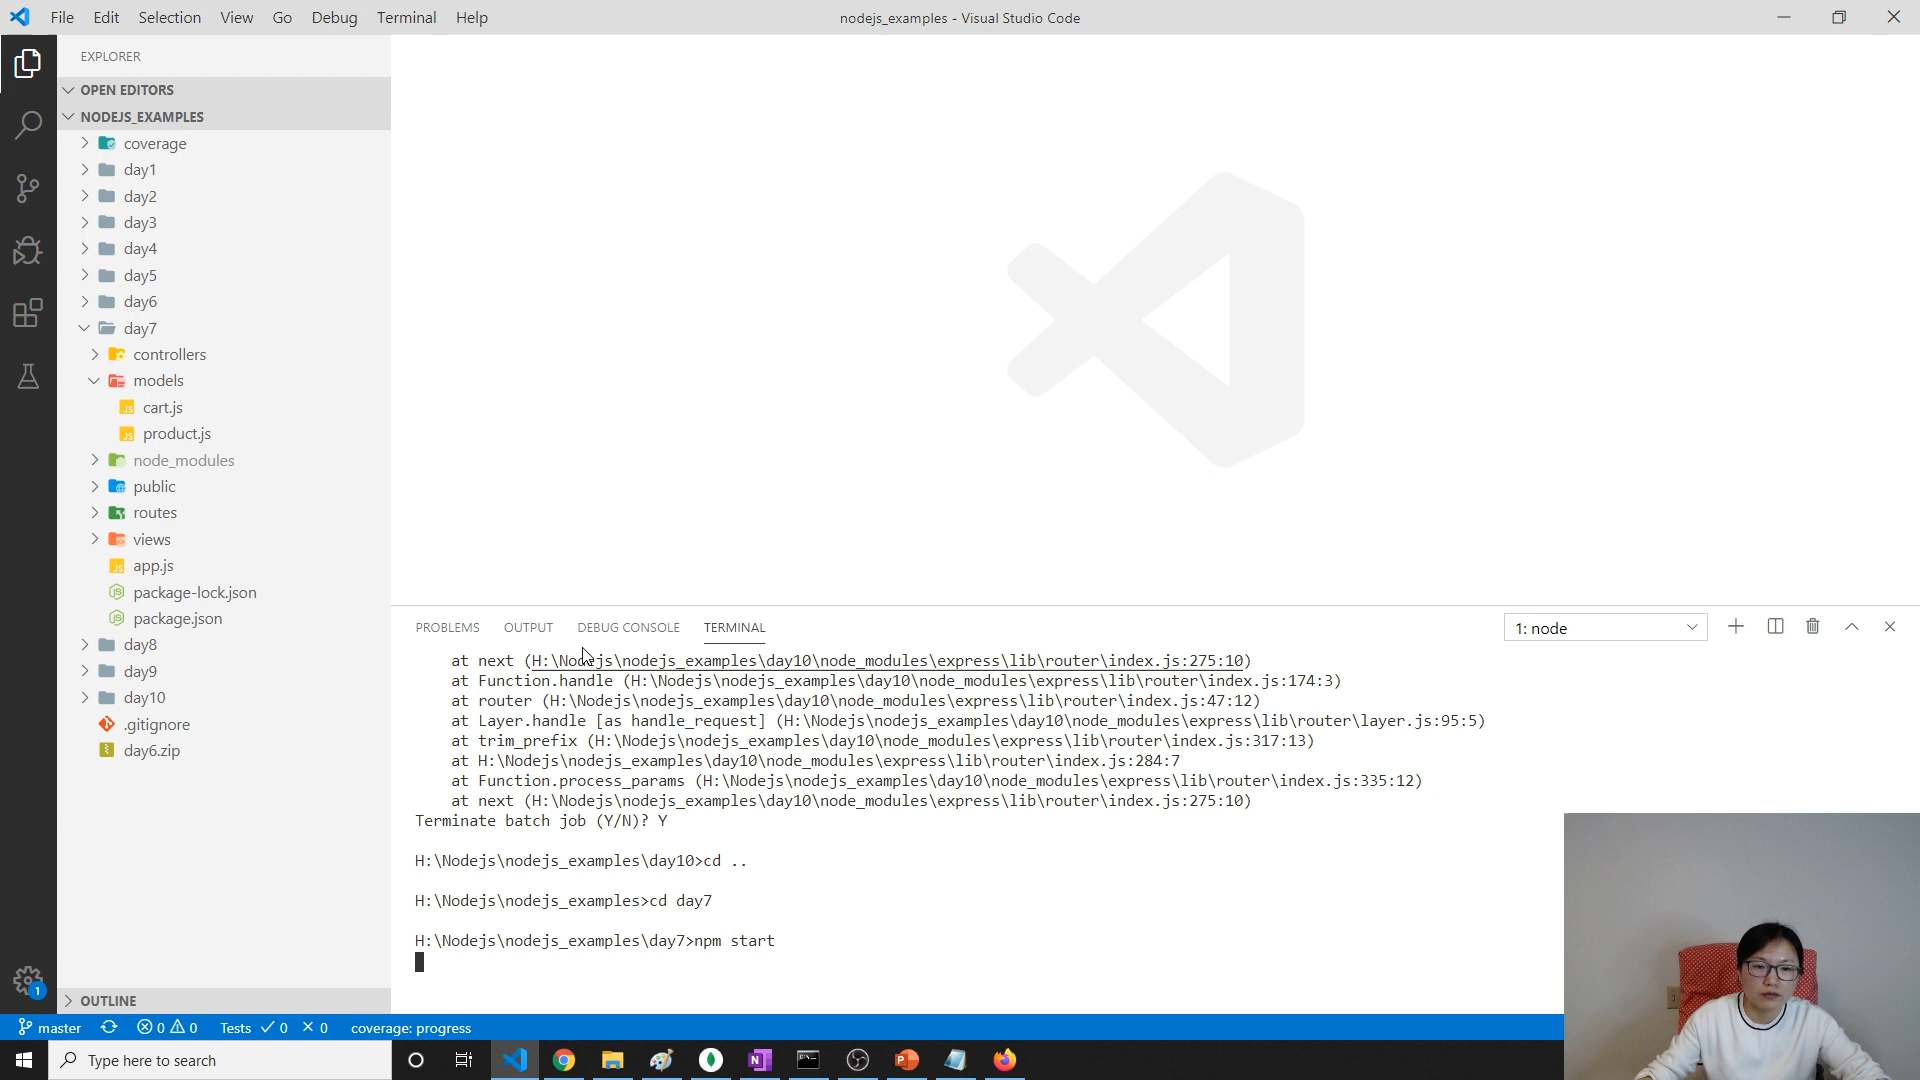 File Edit Selection View Go Debug Terminal Help
nodejs_examples - Visual Studio Code
EXPLORER
OPEN EDITORS
NODEJS_EXAMPLES
coverage
day1
day2
day3
day4
day5
day6
day7
controllers
models
cart.js
product.js
node_modules
public
routes
views
app.js
package-lock.json
package.json
day8
day9
day10
.gitignore
day6.zip
OUTLINE
PROBLEMS OUTPUT DEBUG CONSOLE TERMINAL
1: node
at next (H:\Nodejs\nodejs_examples\day10\node_modules\express\lib\router\index.js:275:10)
at Function.handle (H:\Nodejs\nodejs_examples\day10\node_modules\express\lib\router\index.js:174:3)
at router (H:\Nodejs\nodejs_examples\day10\node_modules\express\lib\router\index.js:47:12)
at Layer.handle [as handle_request] (H:\Nodejs\nodejs_examples\day10\node_modules\express\lib\router\layer.js:95:5)
at trim_prefix (H:\Nodejs\nodejs_examples\day10\node_modules\express\lib\router\index.js:317:13)
at H:\Nodejs\nodejs_examples\day10\node_modules\express\lib\router\index.js:284:7
at Function.process_params (H:\Nodejs\nodejs_examples\day10\node_modules\express\lib\router\index.js:335:12)
at next (H:\Nodejs\nodejs_examples\day10\node_modules\express\lib\router\index.js:275:10)
Terminate batch job (Y/N)? Y
H:\Nodejs\nodejs_examples\day10>cd ..
H:\Nodejs\nodejs_examples>cd day7
H:\Nodejs\nodejs_examples\day7>npm start
1
master 0 0 Tests 0 0 coverage: progress
Type here to search